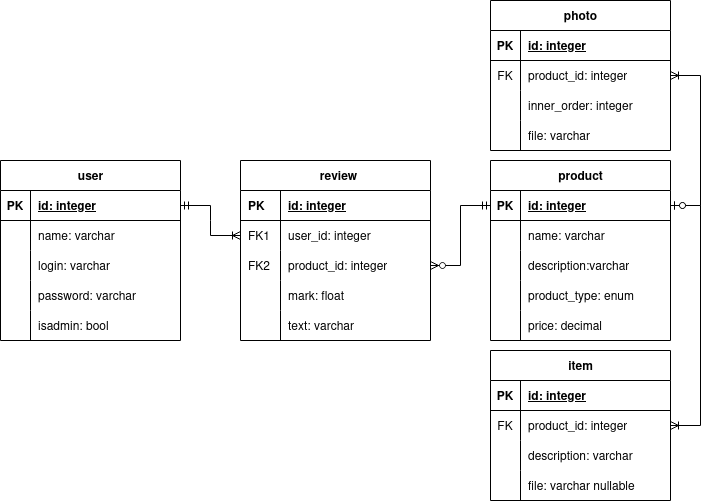 photo
PK id: integer
FK product_id: integer
inner_order: integer
file: varchar
user
PK id: integer
name: varchar
login: varchar
password: varchar
isadmin: bool
review
PK id: integer
FK1 user_id: integer
FK2 product_id: integer
mark: float
text: varchar
product
PK id: integer
name: varchar
description:varchar
product_type: enum
price: decimal
item
PK id: integer
FK product_id: integer
description: varchar
file: varchar nullable